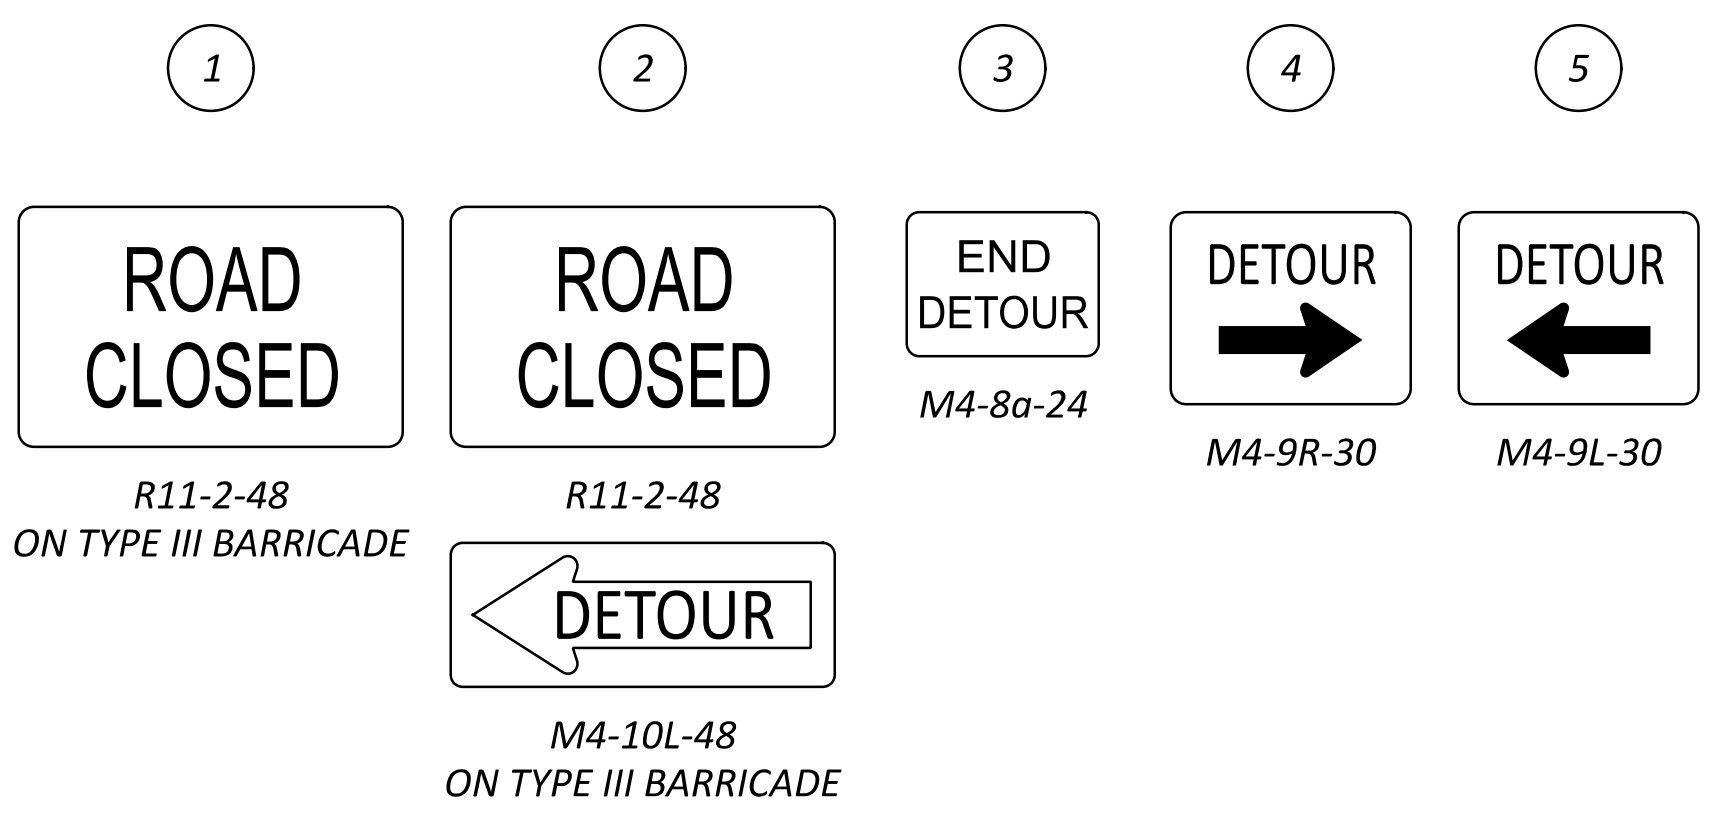 1
ROAD
CLOSED
R11-2-48
ON TYPE III BARRICADE
2
ROAD
CLOSED
R11-2-48
DETOUR
M4-10L-48
ON TYPE III BARRICADE
3
END
DETOUR
M4-8a-24
4
DETOUR
M4-9R-30
5
DETOUR
M4-9L-30